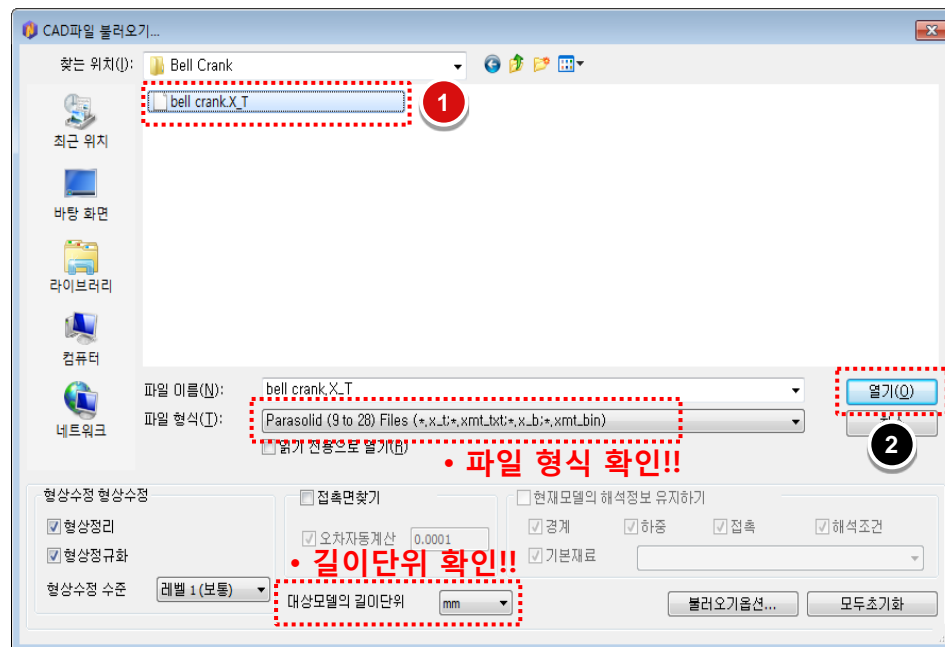 CAD파일 불러오기...
찾는 위치(I): Bell Crank
bell crank.X_T
1
최근 위치
바탕 화면
라이브러리
컴퓨터
네트워크
파일 이름(N): bell crank.X_T
열기(O)
파일 형식(T): Parasolid (9 to 28) Files (*.x_t;*.xmt_txt;*.x_b;*.xmt_bin)
2
읽기 전용으로 열기(R)
• 파일 형식 확인!!
형상수정 형상수정
접촉면찾기
현재모델의 해석정보 유지하기
형상정리
오차자동계산 0.0001
경계 하중 접촉 해석조건
형상정규화
• 길이단위 확인!!
기본재료
형상수정 수준 레벨 1 (보통)
대상모델의 길이단위 mm
불러오기옵션... 모두초기화